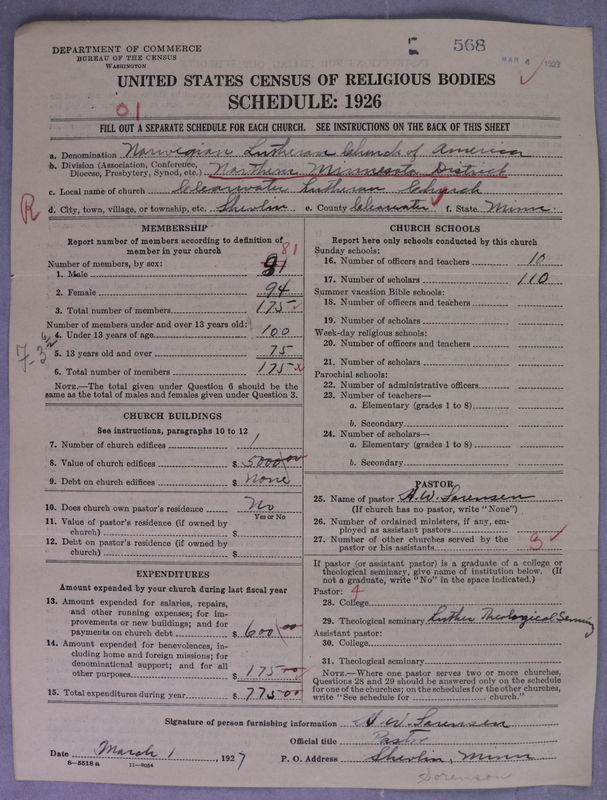 568
MAR 4 1927
DEPARTMENT OF COMMERCE
BUREAU OF THE CENSUS
WASHINGTON
UNITED STATES CENSUS OF RELIGIOUS BODIES
SCHEDULE: 1926
01
FILL OUT A SEPARATE SCHEDULE FOR EACH CHURCH. SEE INSTRUCTIONS ON THE BACK OF THIS SHEET
a. Denomination Norwegian Lutheran Church of America
b. Division (Association, Conference, Diocese, Presbytery, Synod, etc.) Northern Minnesota District
c. Local name of church Clearwater Lutheran Church
R
d. City, town, village, or township, etc. Shevlin e. County Clearwater f. State Minn.
MEMBERSHIP
Report number of members according to definition of member in your church
Number of members, by sex:
81
1. Male
2. Female 94
3. Total number of members 175
Number of members under and over 13 years old:
4. Under 13 years of age 100
5. 13 years old and over 75
6. Total number of members 175
NOTE.—The total given under Question 6 should be the same as the total of males and females given under Question 3.
CHURCH BUILDINGS
See instructions, paragraphs 10 to 12
7. Number of church edifices 1
8. Value of church edifices $ 5000.00
9. Debt on church edifices $ None
10. Does church own pastor's residence No
Yes or No
11. Value of pastor's residence (if owned by church) $
12. Debt on pastor's residence (if owned by church) $
EXPENDITURES
Amount expended by your church during last fiscal year
13. Amount expended for salaries, repairs, and other running expenses; for improvements or new buildings; and for payments on church debt $ 600.00
14. Amount expended for benevolences, including home and foreign missions; for denominational support; and for all other purposes $ 175.00
15. Total expenditures during year $ 775.00
CHURCH SCHOOLS
Report here only schools conducted by this church
Sunday schools:
16. Number of officers and teachers 10
17. Number of scholars 110
Summer vacation Bible schools:
18. Number of officers and teachers
19. Number of scholars
Week-day religious schools:
20. Number of officers and teachers
21. Number of scholars
Parochial schools:
22. Number of administrative officers
23. Number of teachers—
a. Elementary (grades 1 to 8)
b. Secondary
24. Number of scholars—
a. Elementary (grades 1 to 8)
b. Secondary
PASTOR
25. Name of pastor A. W. Sorensen
(If church has no pastor, write "None")
26. Number of ordained ministers, if any, employed as assistant pastors
27. Number of other churches served by the pastor or his assistants 3
If pastor (or assistant pastor) is a graduate of a college or theological seminary, give name of institution below. (If not a graduate, write "No" in the space indicated.)
Pastor: 4
28. College
29. Theological seminary Luther Theological Seminary
Assistant pastor:
30. College
31. Theological seminary
NOTE.—Where one pastor serves two or more churches, Questions 28 and 29 should be answered only on the schedule for one of the churches; on the schedules for the other churches, write "See schedule for ........ church."
Signature of person furnishing information A. W. Sorensen
Official title Pastor
Date March 1 1927 P. O. Address Shevlin, Minn
8—5518 a 11—9034
Sorenson